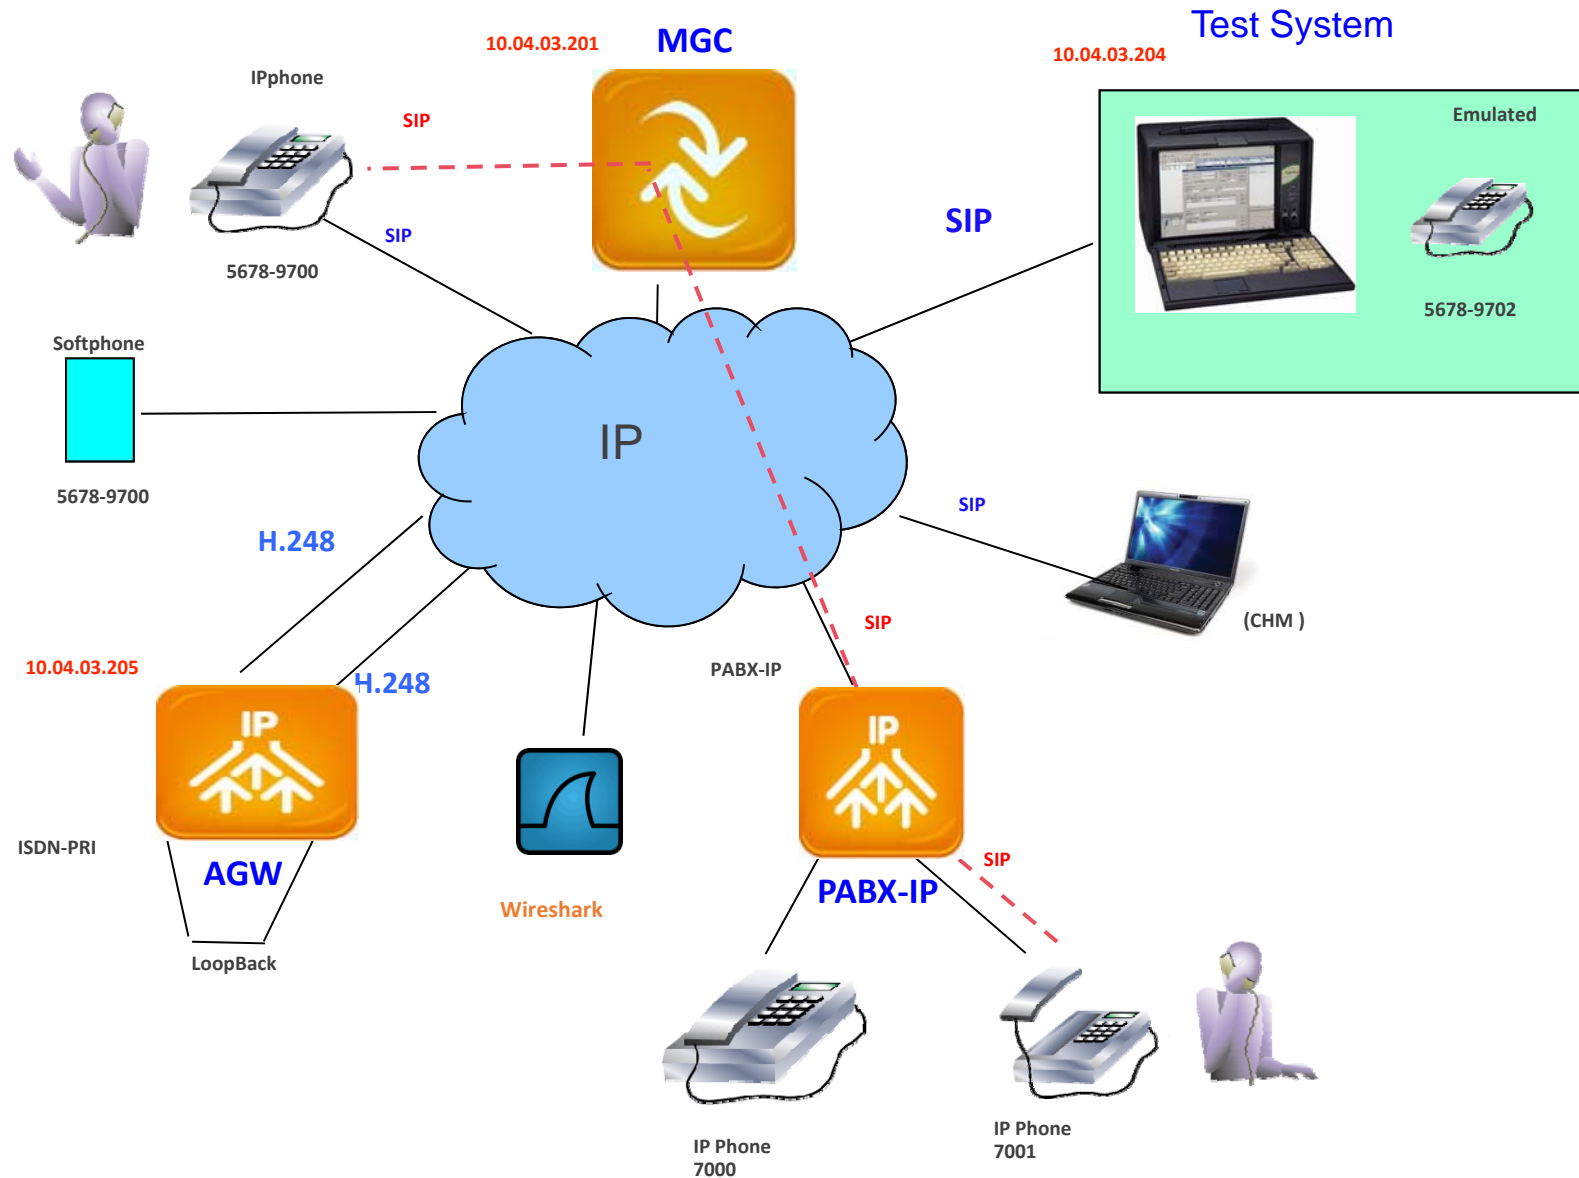 Test System
10.04.03.201
MGC
10.04.03.204
IPphone
SIP
Emulated
SIP
SIP
5678-9700
5678-9702
Softphone
IP
5678-9700
SIP
H.248
(CHM )
SIP
10.04.03.205
PABX-IP
H.248
IP
IP
ISDN-PRI
AGW
SIP
PABX-IP
Wireshark
LoopBack
IP Phone
7000
IP Phone
7001